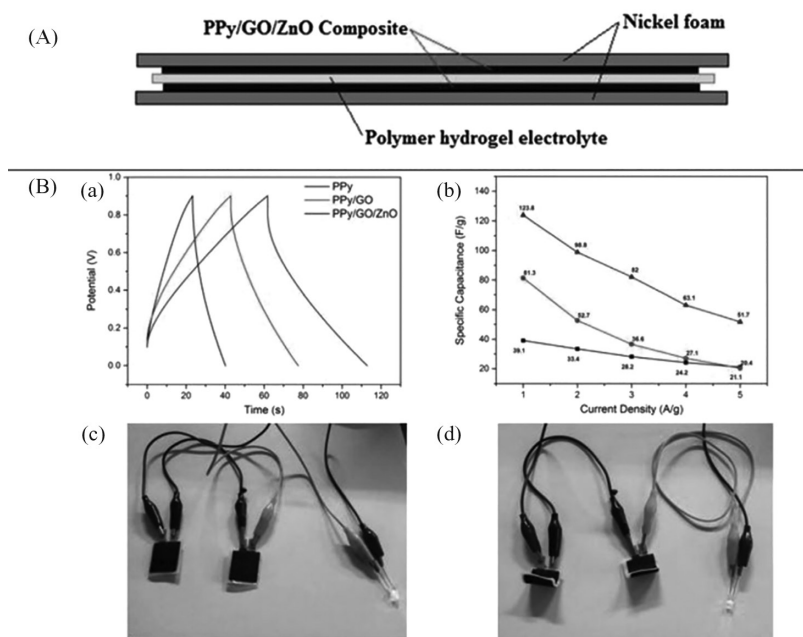 (A)
PPy/GO/ZnO Composite
Nickel foam
Polymer hydrogel electrolyte
(B)
(a)
PPy
PPy/GO
PPy/GO/ZnO
Potential (V)
1.0
0.8
0.6
0.4
0.2
0.0
0 20 40 60 80 100 120
Time (s)
(b)
Specific Capacitance (F/g)
140
120
100
80
60
40
20
123.8
98.8
82
63.1
51.7
81.3
52.7
36.6
27.1
20.4
39.1
33.4
28.2
24.2
21.1
1 2 3 4 5
Current Density (A/g)
(c)
(d)